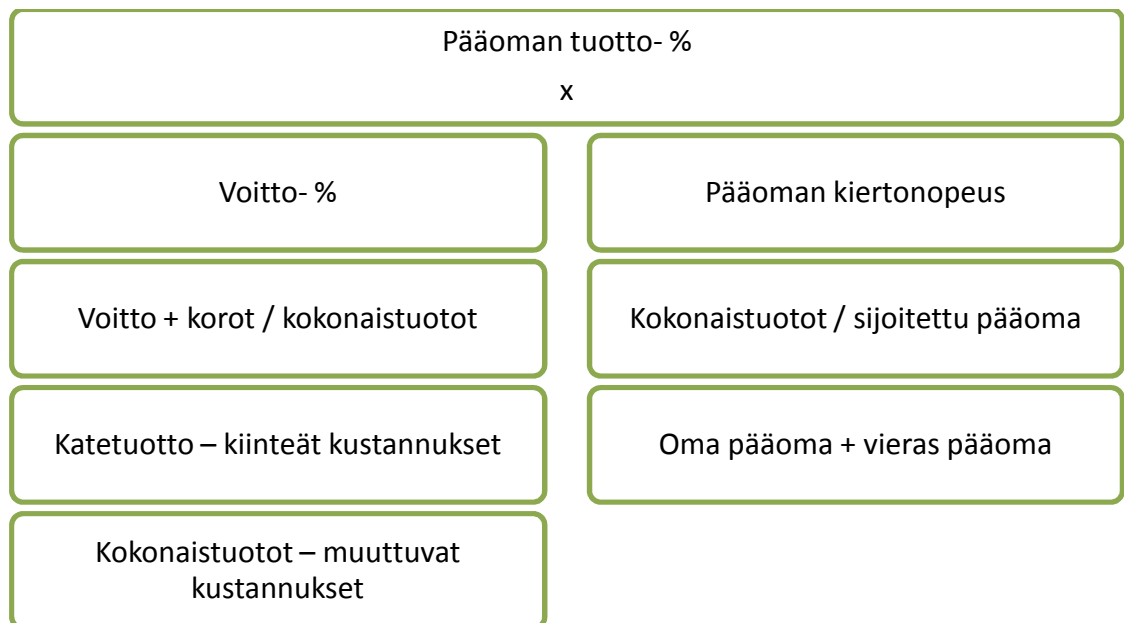 Pääoman tuotto- %
x
Voitto- %
Pääoman kiertonopeus
Voitto + korot / kokonaistuotot
Kokonaistuotot / sijoitettu pääoma
Katetuotto – kiinteät kustannukset
Oma pääoma + vieras pääoma
Kokonaistuotot – muuttuvat
kustannukset